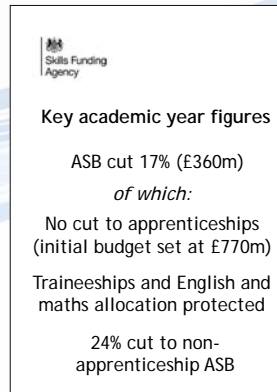 Skills Funding
Agency
Key academic year figures
ASB cut 17% (£360m)
of which:
No cut to apprenticeships
(initial budget set at £770m)
Traineeships and English and
maths allocation protected
24% cut to non-
apprenticeship ASB